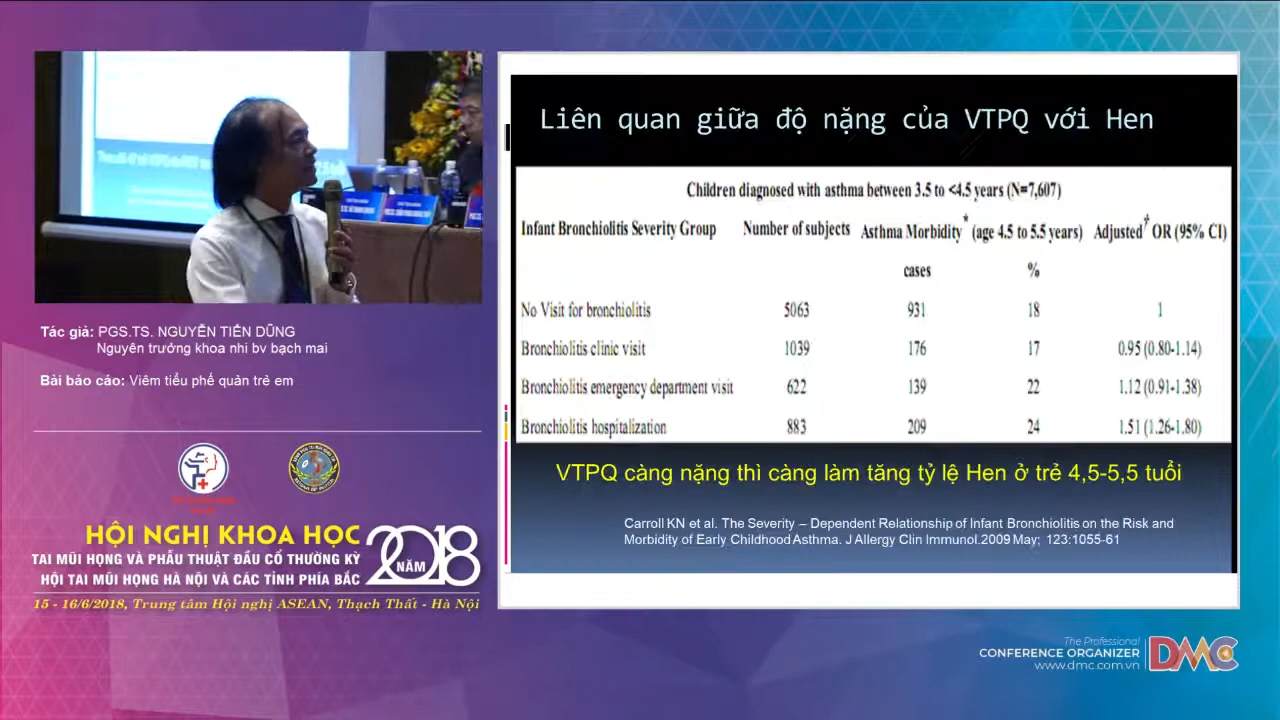 Tác giả: PGS.TS. NGUYỄN TIẾN DŨNG
Nguyên trưởng khoa nhi bv bạch mai
Bài báo cáo: Viêm tiểu phế quản trẻ em
HỘI NGHỊ KHOA HỌC
TAI MŨI HỌNG VÀ PHẪU THUẬT ĐẦU CỔ THƯỜNG KỲ
HỘI TAI MŨI HỌNG HÀ NỘI VÀ CÁC TỈNH PHÍA BẮC
NĂM 2018
15 - 16/6/2018, Trung tâm Hội nghị ASEAN, Thạch Thất - Hà Nội
Liên quan giữa độ nặng của VTPQ với Hen
Children diagnosed with asthma between 3.5 to <4.5 years (N=7,607)
Infant Bronchiolitis Severity Group Number of subjects Asthma Morbidity* (age 4.5 to 5.5 years) Adjusted† OR (95% CI)
cases %
No Visit for bronchiolitis 5063 931 18 1
Bronchiolitis clinic visit 1039 176 17 0.95 (0.80-1.14)
Bronchiolitis emergency department visit 622 139 22 1.12 (0.91-1.38)
Bronchiolitis hospitalization 883 209 24 1.51 (1.26-1.80)
VTPQ càng nặng thì càng làm tăng tỷ lệ Hen ở trẻ 4,5-5,5 tuổi
Carroll KN et al. The Severity – Dependent Relationship of Infant Bronchiolitis on the Risk and
Morbidity of Early Childhood Asthma. J Allergy Clin Immunol.2009 May; 123:1055-61
The Professional
CONFERENCE ORGANIZER
www.dmc.com.vn
DMC